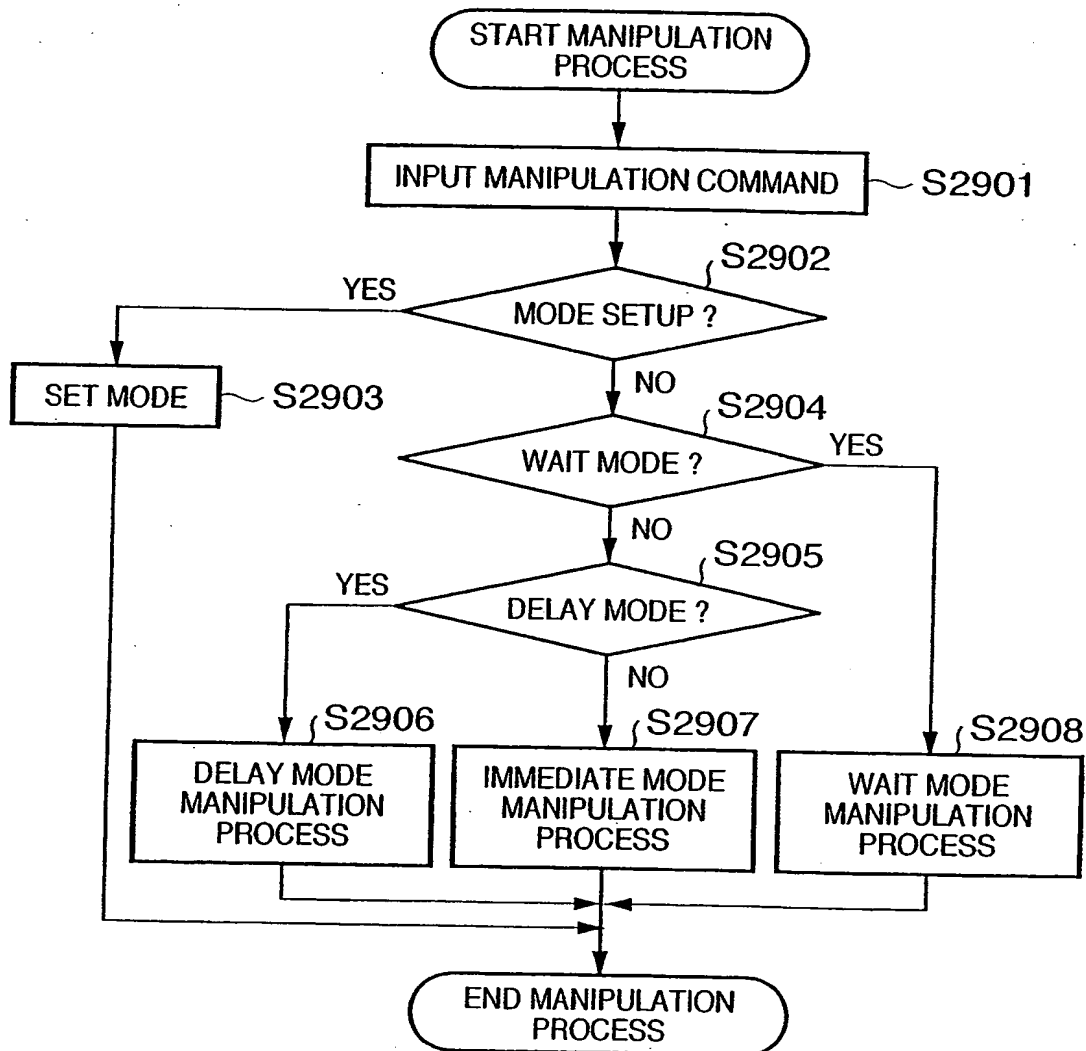 START MANIPULATION
PROCESS
INPUT MANIPULATION COMMAND
S2901
S2902
YES
MODE SETUP ?
NO
SET MODE
S2903
S2904
WAIT MODE ?
YES
NO
S2905
YES
DELAY MODE ?
NO
S2906
DELAY MODE
MANIPULATION
PROCESS
S2907
IMMEDIATE MODE
MANIPULATION
PROCESS
S2908
WAIT MODE
MANIPULATION
PROCESS
END MANIPULATION
PROCESS